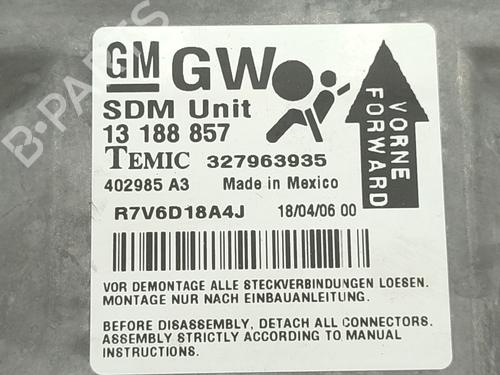 GM GW
SDM Unit
13 188 857
TEMIC 327963935
402985 A3 Made in Mexico
R7V6D18A4J 18/04/06 00
VORNE
FORWARD
VOR DEMONTAGE ALLE STECKVERBINDUNGEN LOESEN.
MONTAGE NUR NACH EINBAUANLEITUNG.
BEFORE DISASSEMBLY, DETACH ALL CONNECTORS.
ASSEMBLY STRICTLY ACCORDING TO MANUAL
INSTRUCTIONS.
B-PARTS